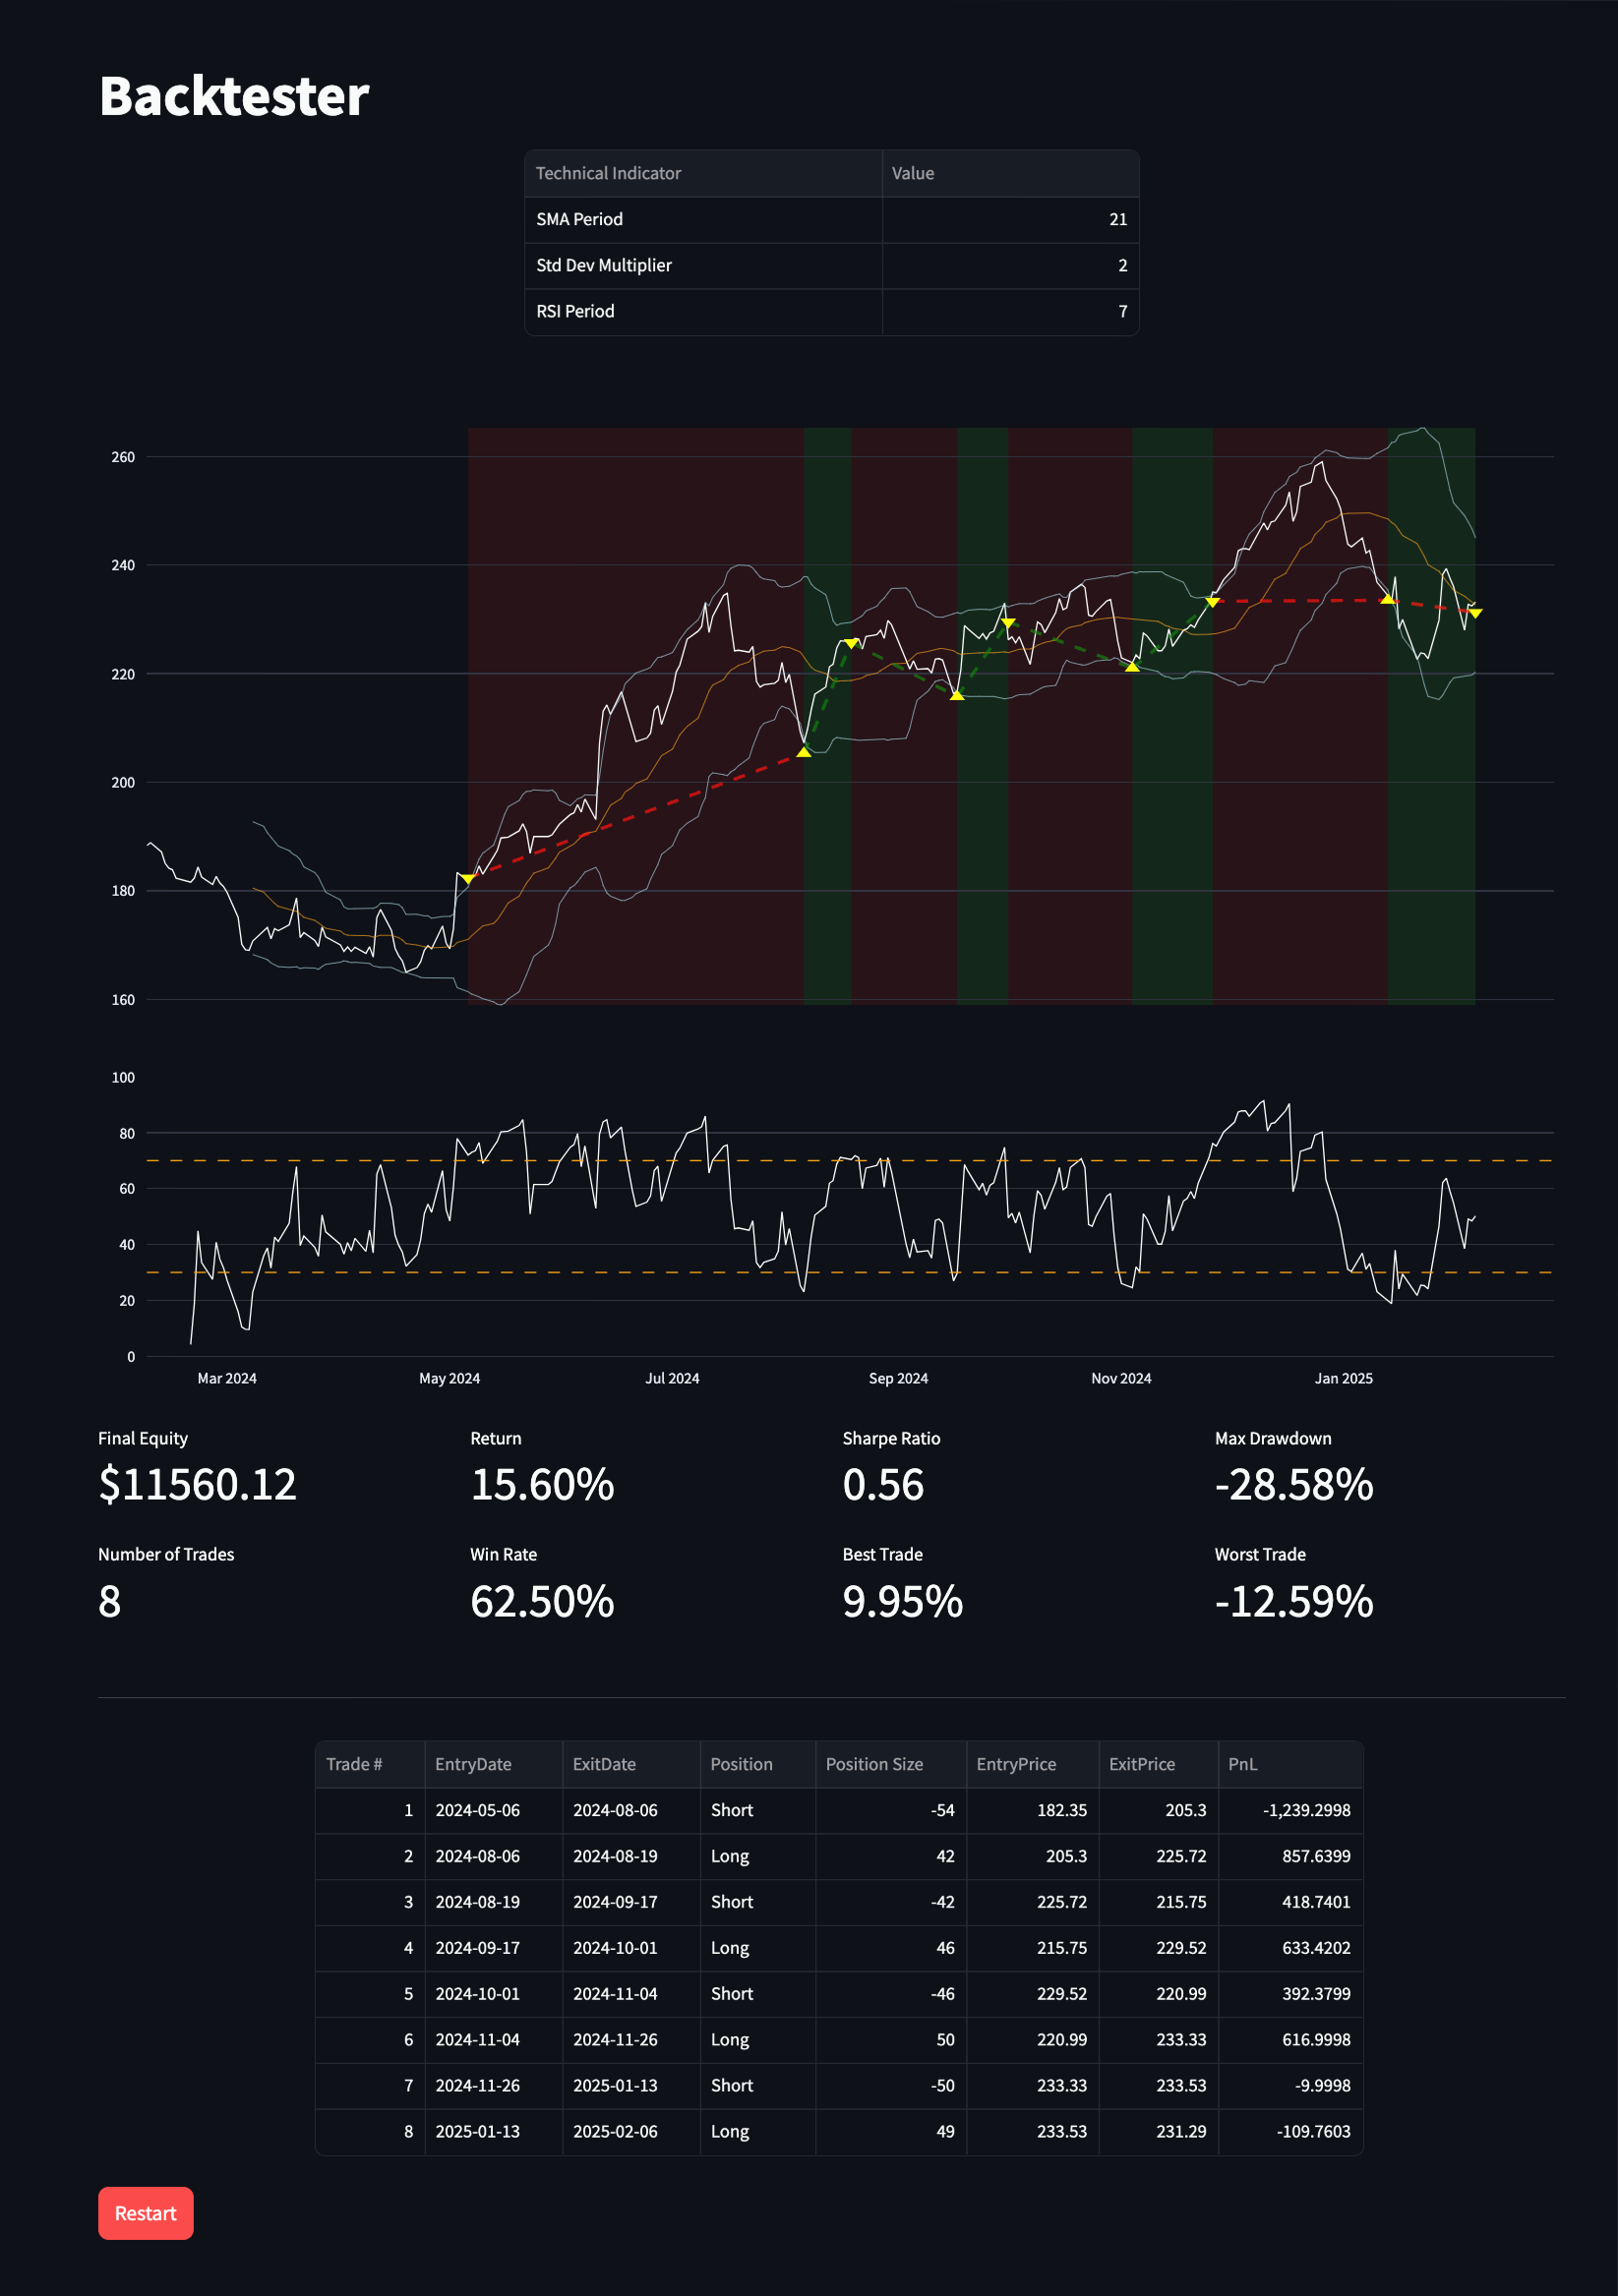 Backtester
Technical Indicator Value
SMA Period 21
Std Dev Multiplier 2
RSI Period 7
260
240
220
200
180
160
100
80
60
40
20
0
Mar 2024 May 2024 Jul 2024 Sep 2024 Nov 2024 Jan 2025
Final Equity Return Sharpe Ratio Max Drawdown
$11560.12 15.60% 0.56 -28.58%
Number of Trades Win Rate Best Trade Worst Trade
8 62.50% 9.95% -12.59%
Trade # EntryDate ExitDate Position Position Size EntryPrice ExitPrice PnL
1 2024-05-06 2024-08-06 Short -54 182.35 205.3 -1,239.2998
2 2024-08-06 2024-08-19 Long 42 205.3 225.72 857.6399
3 2024-08-19 2024-09-17 Short -42 225.72 215.75 418.7401
4 2024-09-17 2024-10-01 Long 46 215.75 229.52 633.4202
5 2024-10-01 2024-11-04 Short -46 229.52 220.99 392.3799
6 2024-11-04 2024-11-26 Long 50 220.99 233.33 616.9998
7 2024-11-26 2025-01-13 Short -50 233.33 233.53 -9.9998
8 2025-01-13 2025-02-06 Long 49 233.53 231.29 -109.7603
Restart